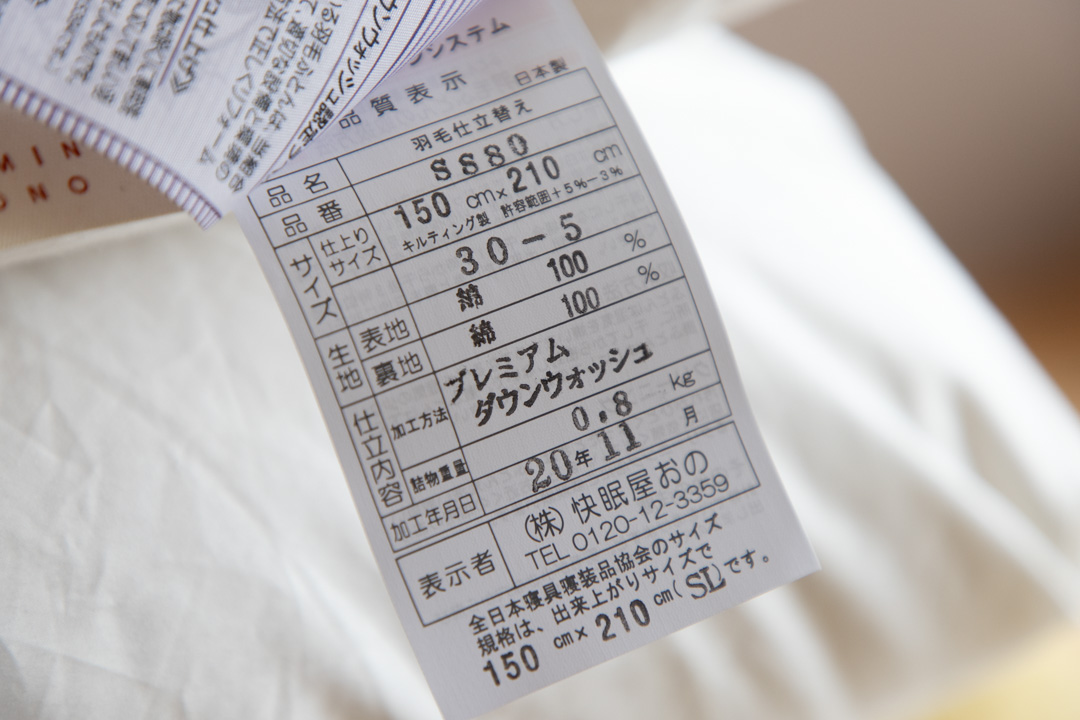 システム
品質表示
日本製
品名 羽毛仕立替え
品番 SS80
サイズ 仕上りサイズ 150 cm×210 cm
キルティング製 許容範囲+5%−3%
30−5
生地 表地 綿 100 %
裏地 綿 100 %
仕立内容 加工方法 プレミアム
ダウンウォッシュ
詰物重量 0.8 kg
加工年月日 20年11月
表示者 (株)快眠屋おの
TEL 0120-12-3359
全日本寝具寝装品協会のサイズ
規格は、出来上がりサイズで
150 cm×210 cm(SL)です。